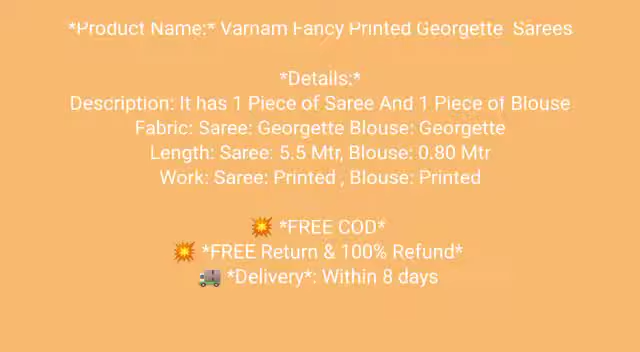 *Product Name:* Varnam Fancy Printed Georgette  Sarees
*Details:*
Description: It has 1 Piece of Saree And 1 Piece of Blouse
Fabric: Saree: Georgette Blouse: Georgette
Length: Saree: 5.5 Mtr, Blouse: 0.80 Mtr
Work: Saree: Printed , Blouse: Printed
💥 *FREE COD*
💥 *FREE Return & 100% Refund*
🚚 *Delivery*: Within 8 days